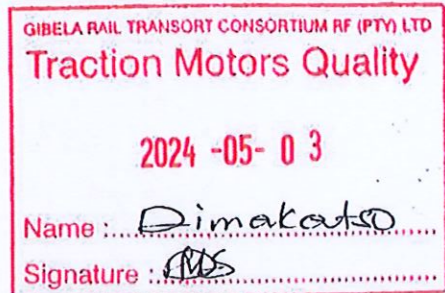 GIBELA RAIL TRANSORT CONSORTIUM RF (PTY) LTD
Traction Motors Quality
2024 -05- 0 3
Name :.... Dimakatso
Signature :